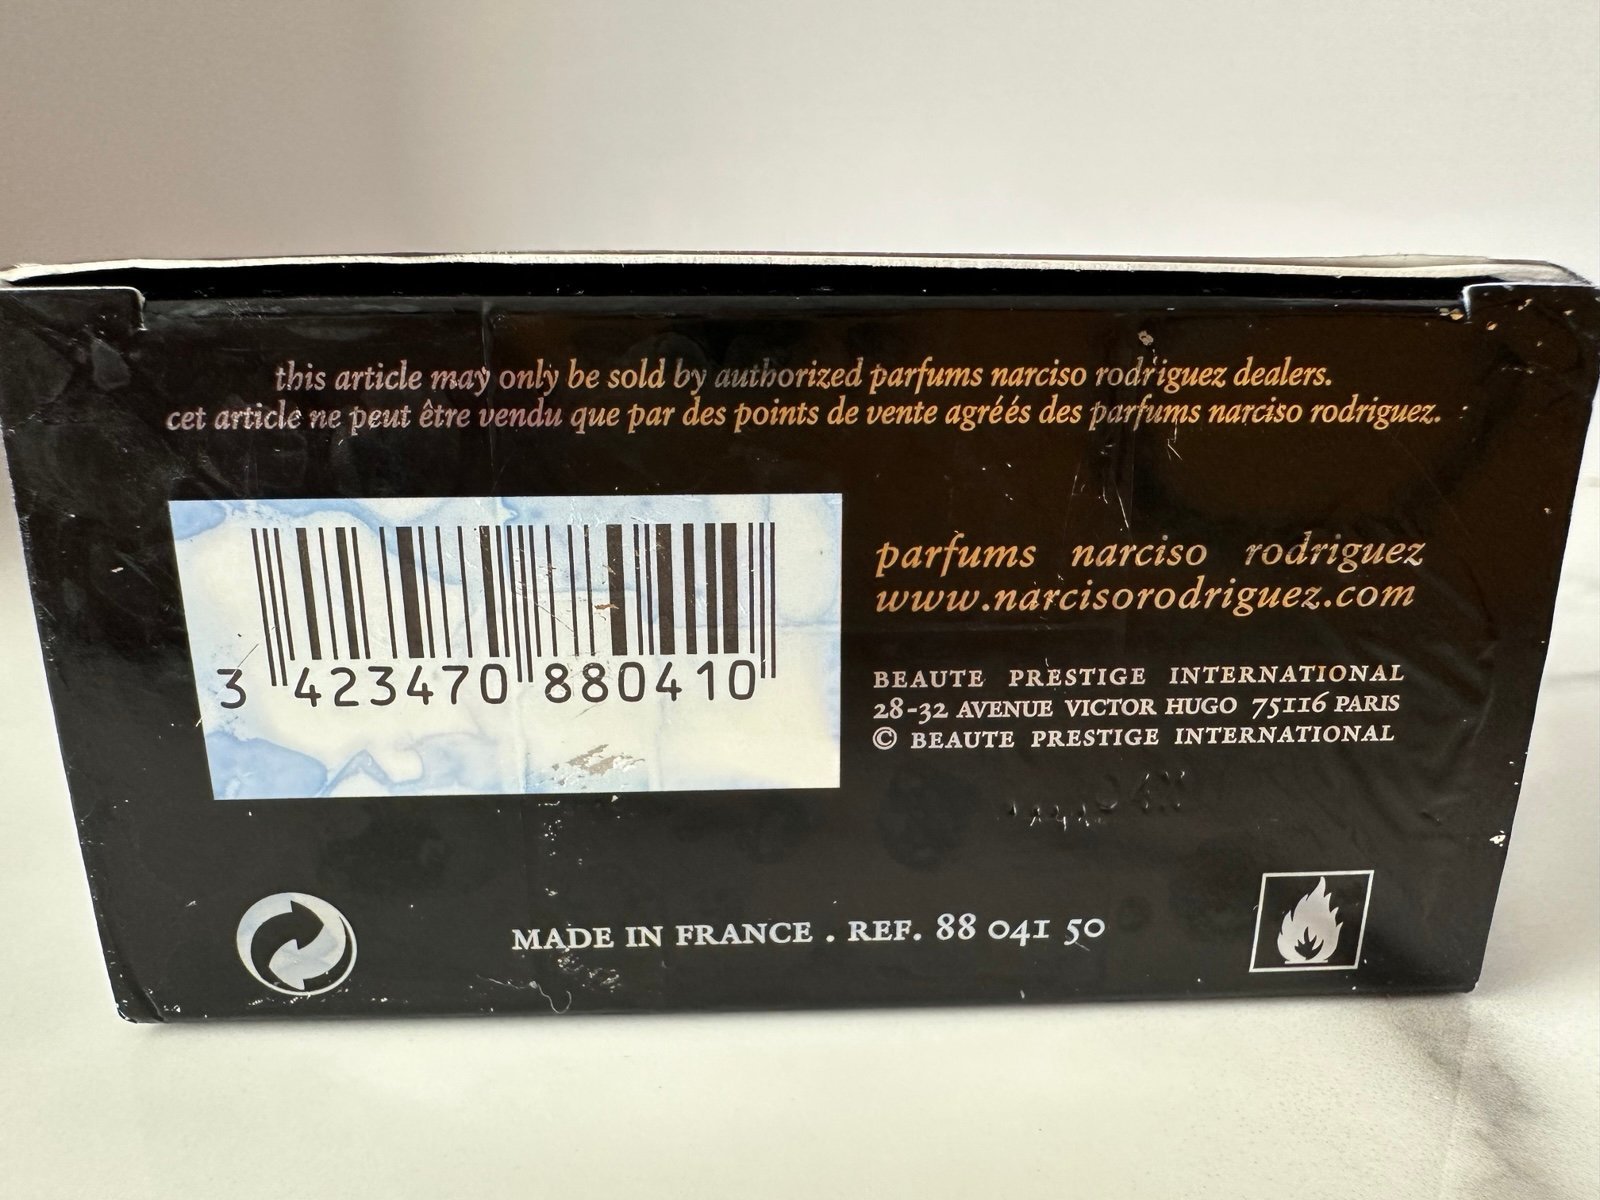 this article may only be sold by authorized parfums narciso rodriguez dealers.
cet article ne peut être vendu que par des points de vente agréés des parfums narciso rodriguez.
3 423470 880410
parfums narciso rodriguez
www.narcisorodriguez.com
BEAUTE PRESTIGE INTERNATIONAL
28-32 AVENUE VICTOR HUGO 75116 PARIS
© BEAUTE PRESTIGE INTERNATIONAL
MADE IN FRANCE . REF. 88 041 50